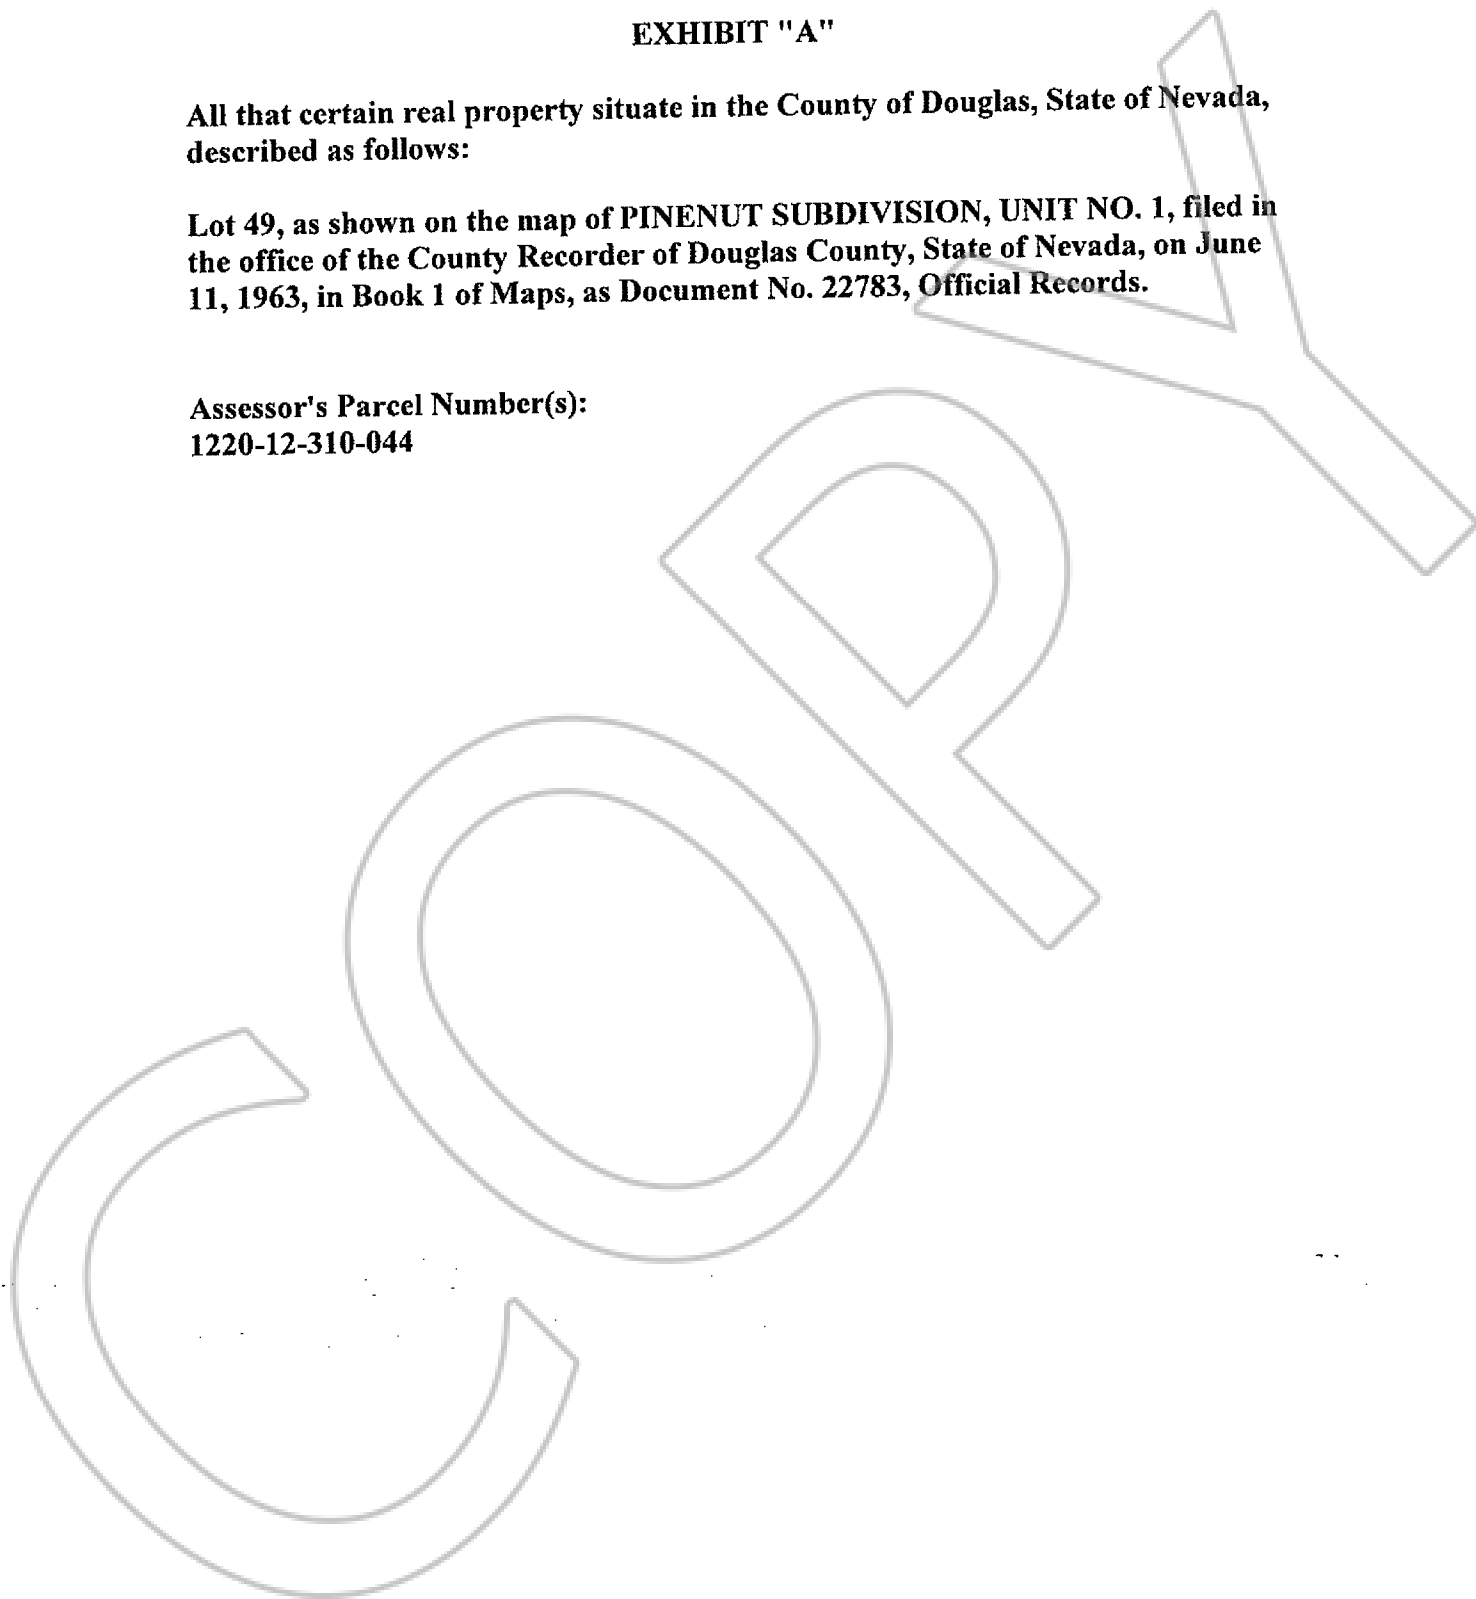 EXHIBIT "A"
All that certain real property situate in the County of Douglas, State of Nevada,
described as follows:
Lot 49, as shown on the map of PINENUT SUBDIVISION, UNIT NO. 1, filed in
the office of the County Recorder of Douglas County, State of Nevada, on June
11, 1963, in Book 1 of Maps, as Document No. 22783, Official Records.
Assessor's Parcel Number(s):
1220-12-310-044
COPY